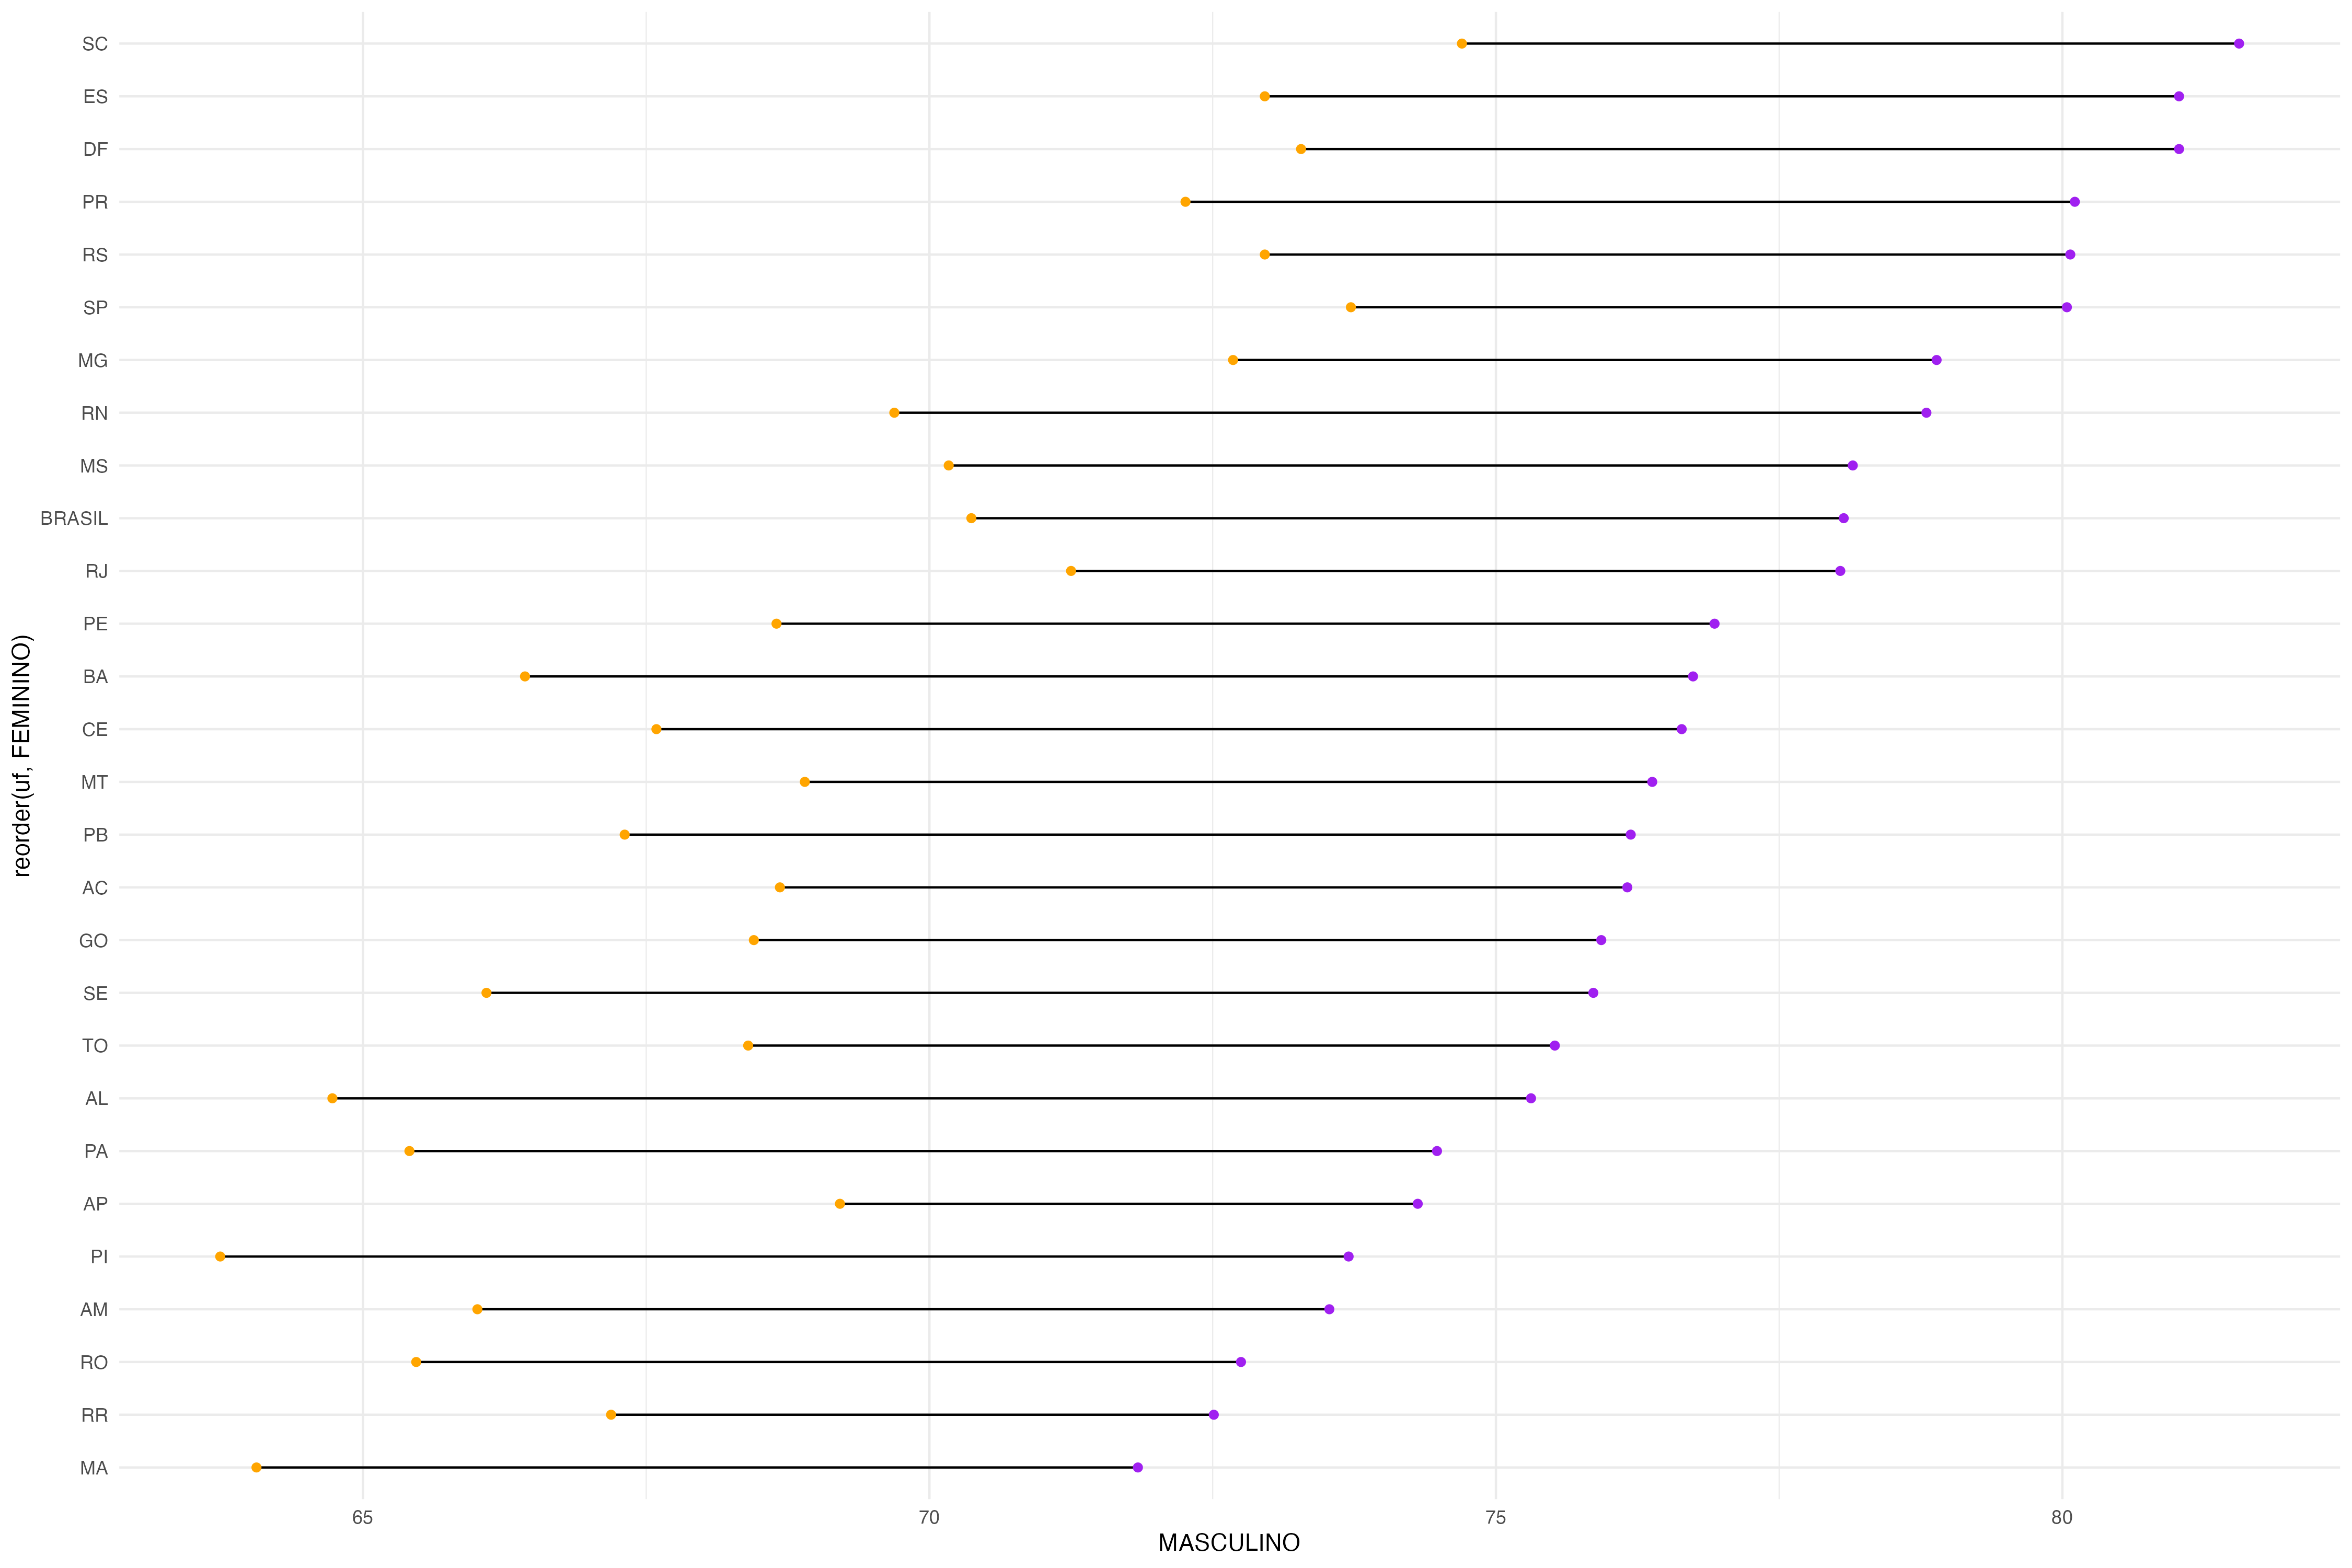 SC
ES
DF
PR
RS
SP
MG
RN
MS
BRASIL
RJ
PE
BA
CE
MT
PB
AC
GO
SE
TO
AL
PA
AP
PI
AM
RO
RR
MA
reorder(uf, FEMININO)
65 70 75 80
MASCULINO